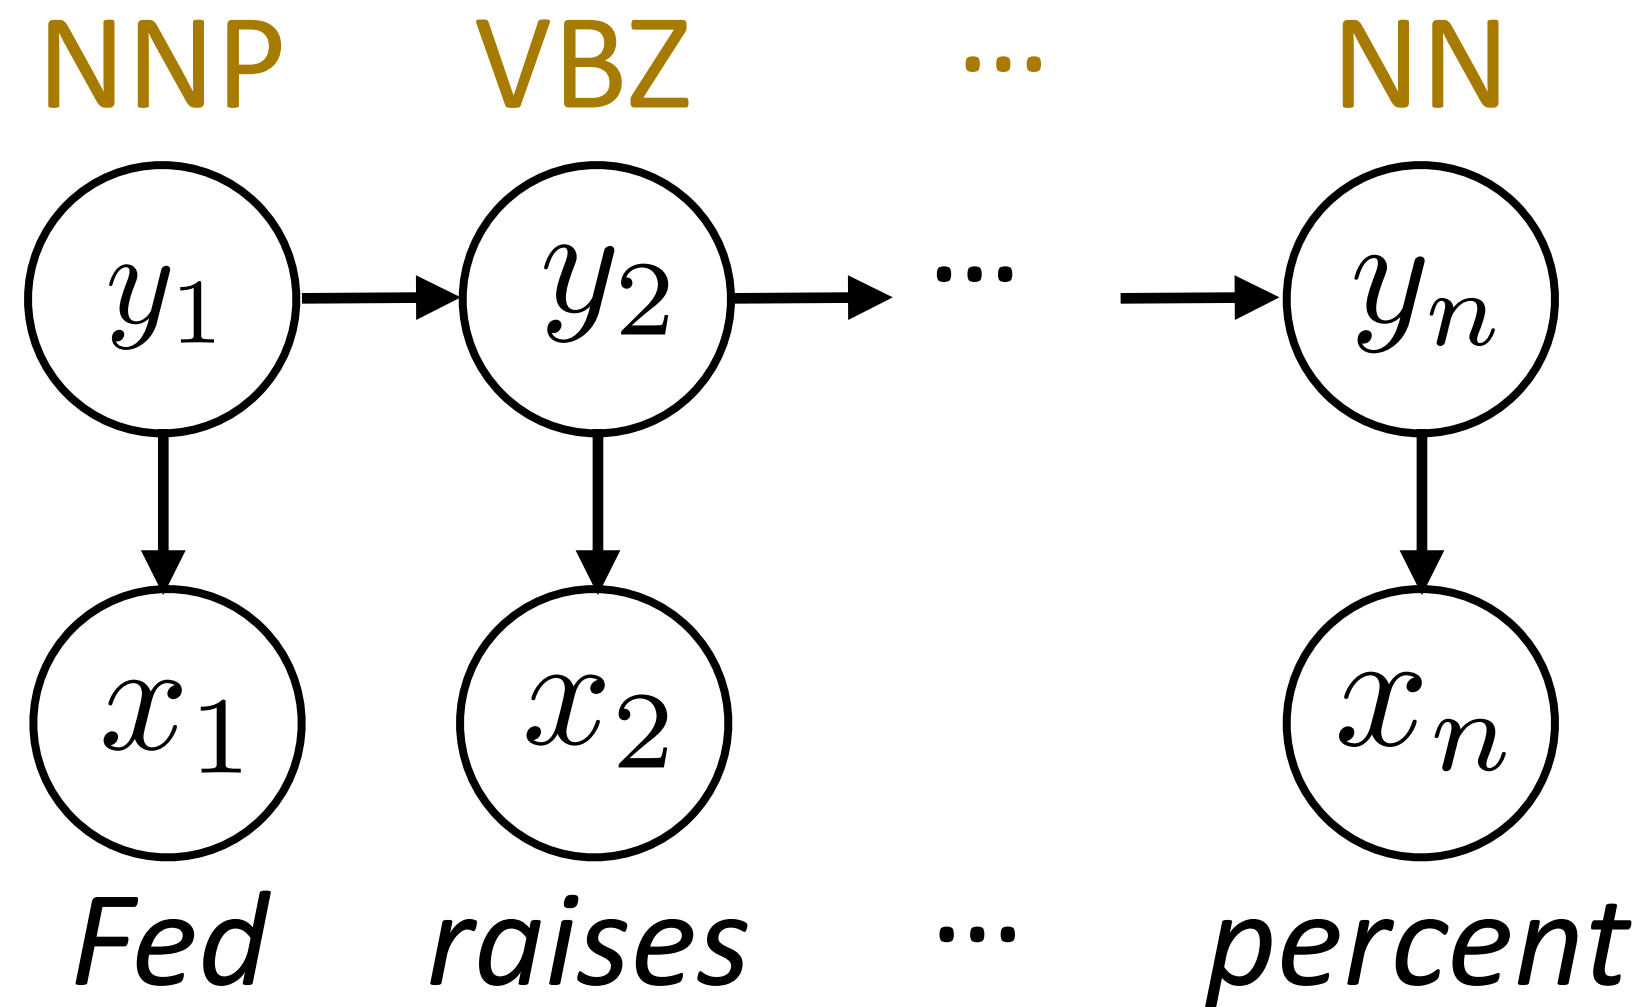 NNP VBZ ... NN
y1 y2 ... yn
x1 x2 xn
Fed raises ... percent